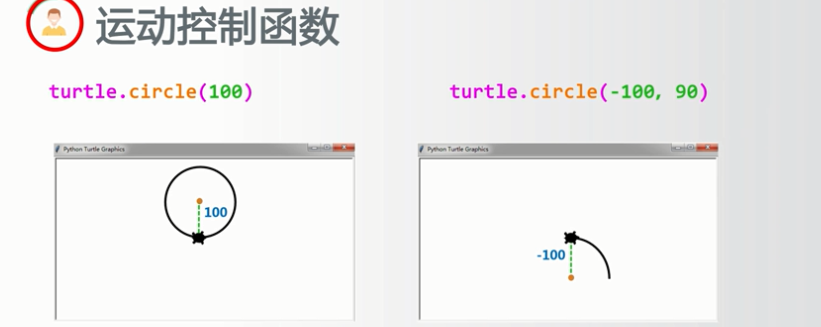 运动控制函数
turtle.circle(100)
turtle.circle(-100, 90)
Python Turtle Graphics
Python Turtle Graphics
100
-100